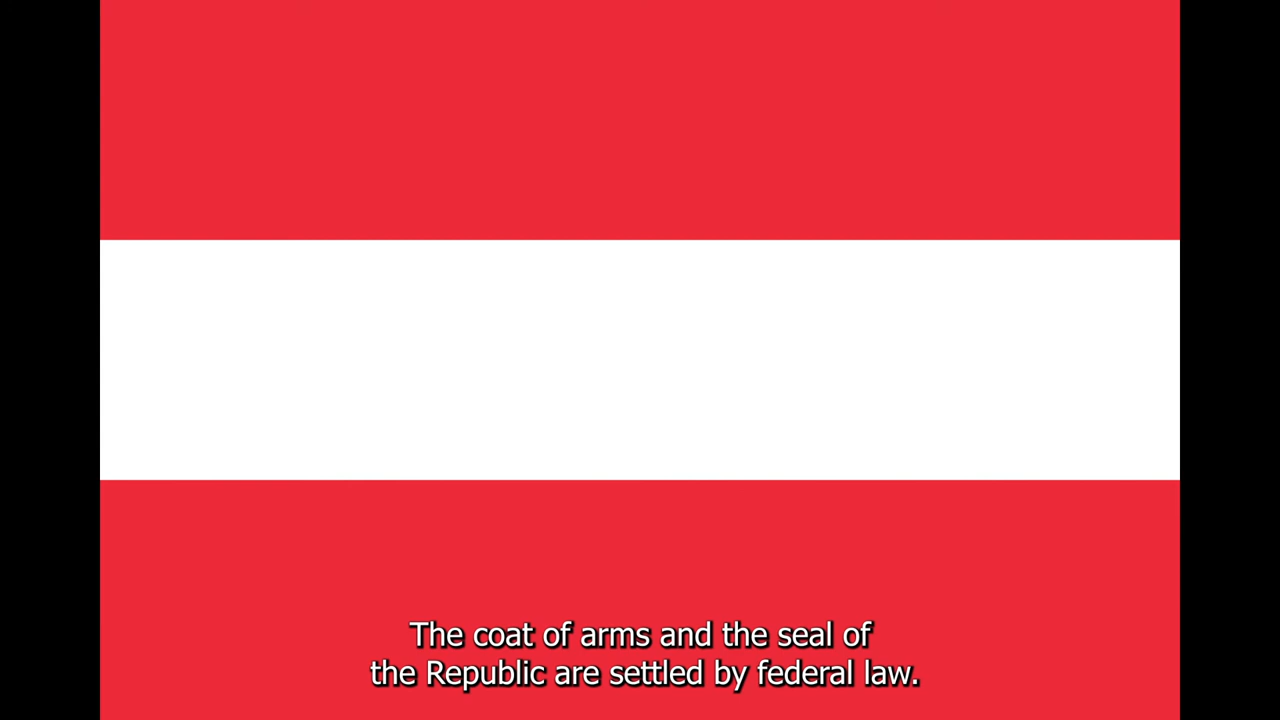 The coat of arms and the seal of
the Republic are settled by federal law.